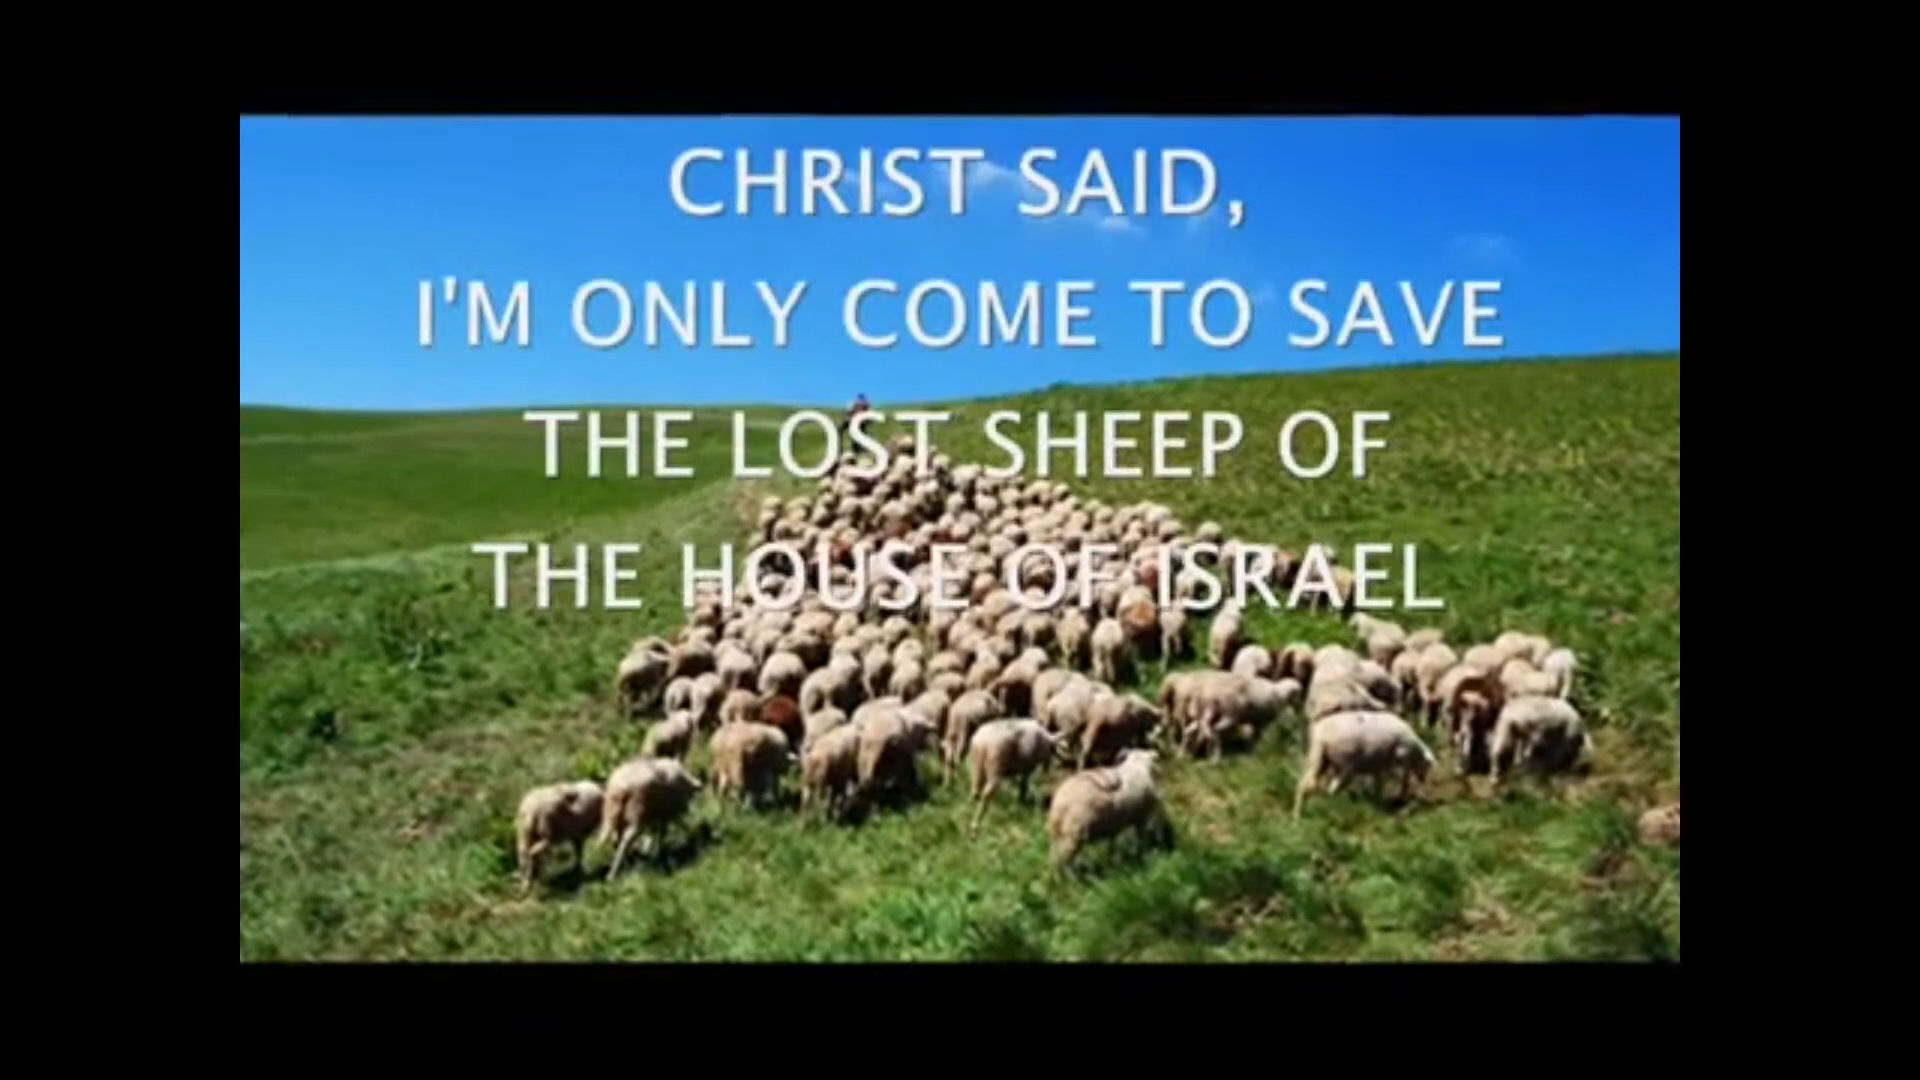 CHRIST SAID,
I'M ONLY COME TO SAVE
THE LOST SHEEP OF
THE HOUSE OF ISRAEL